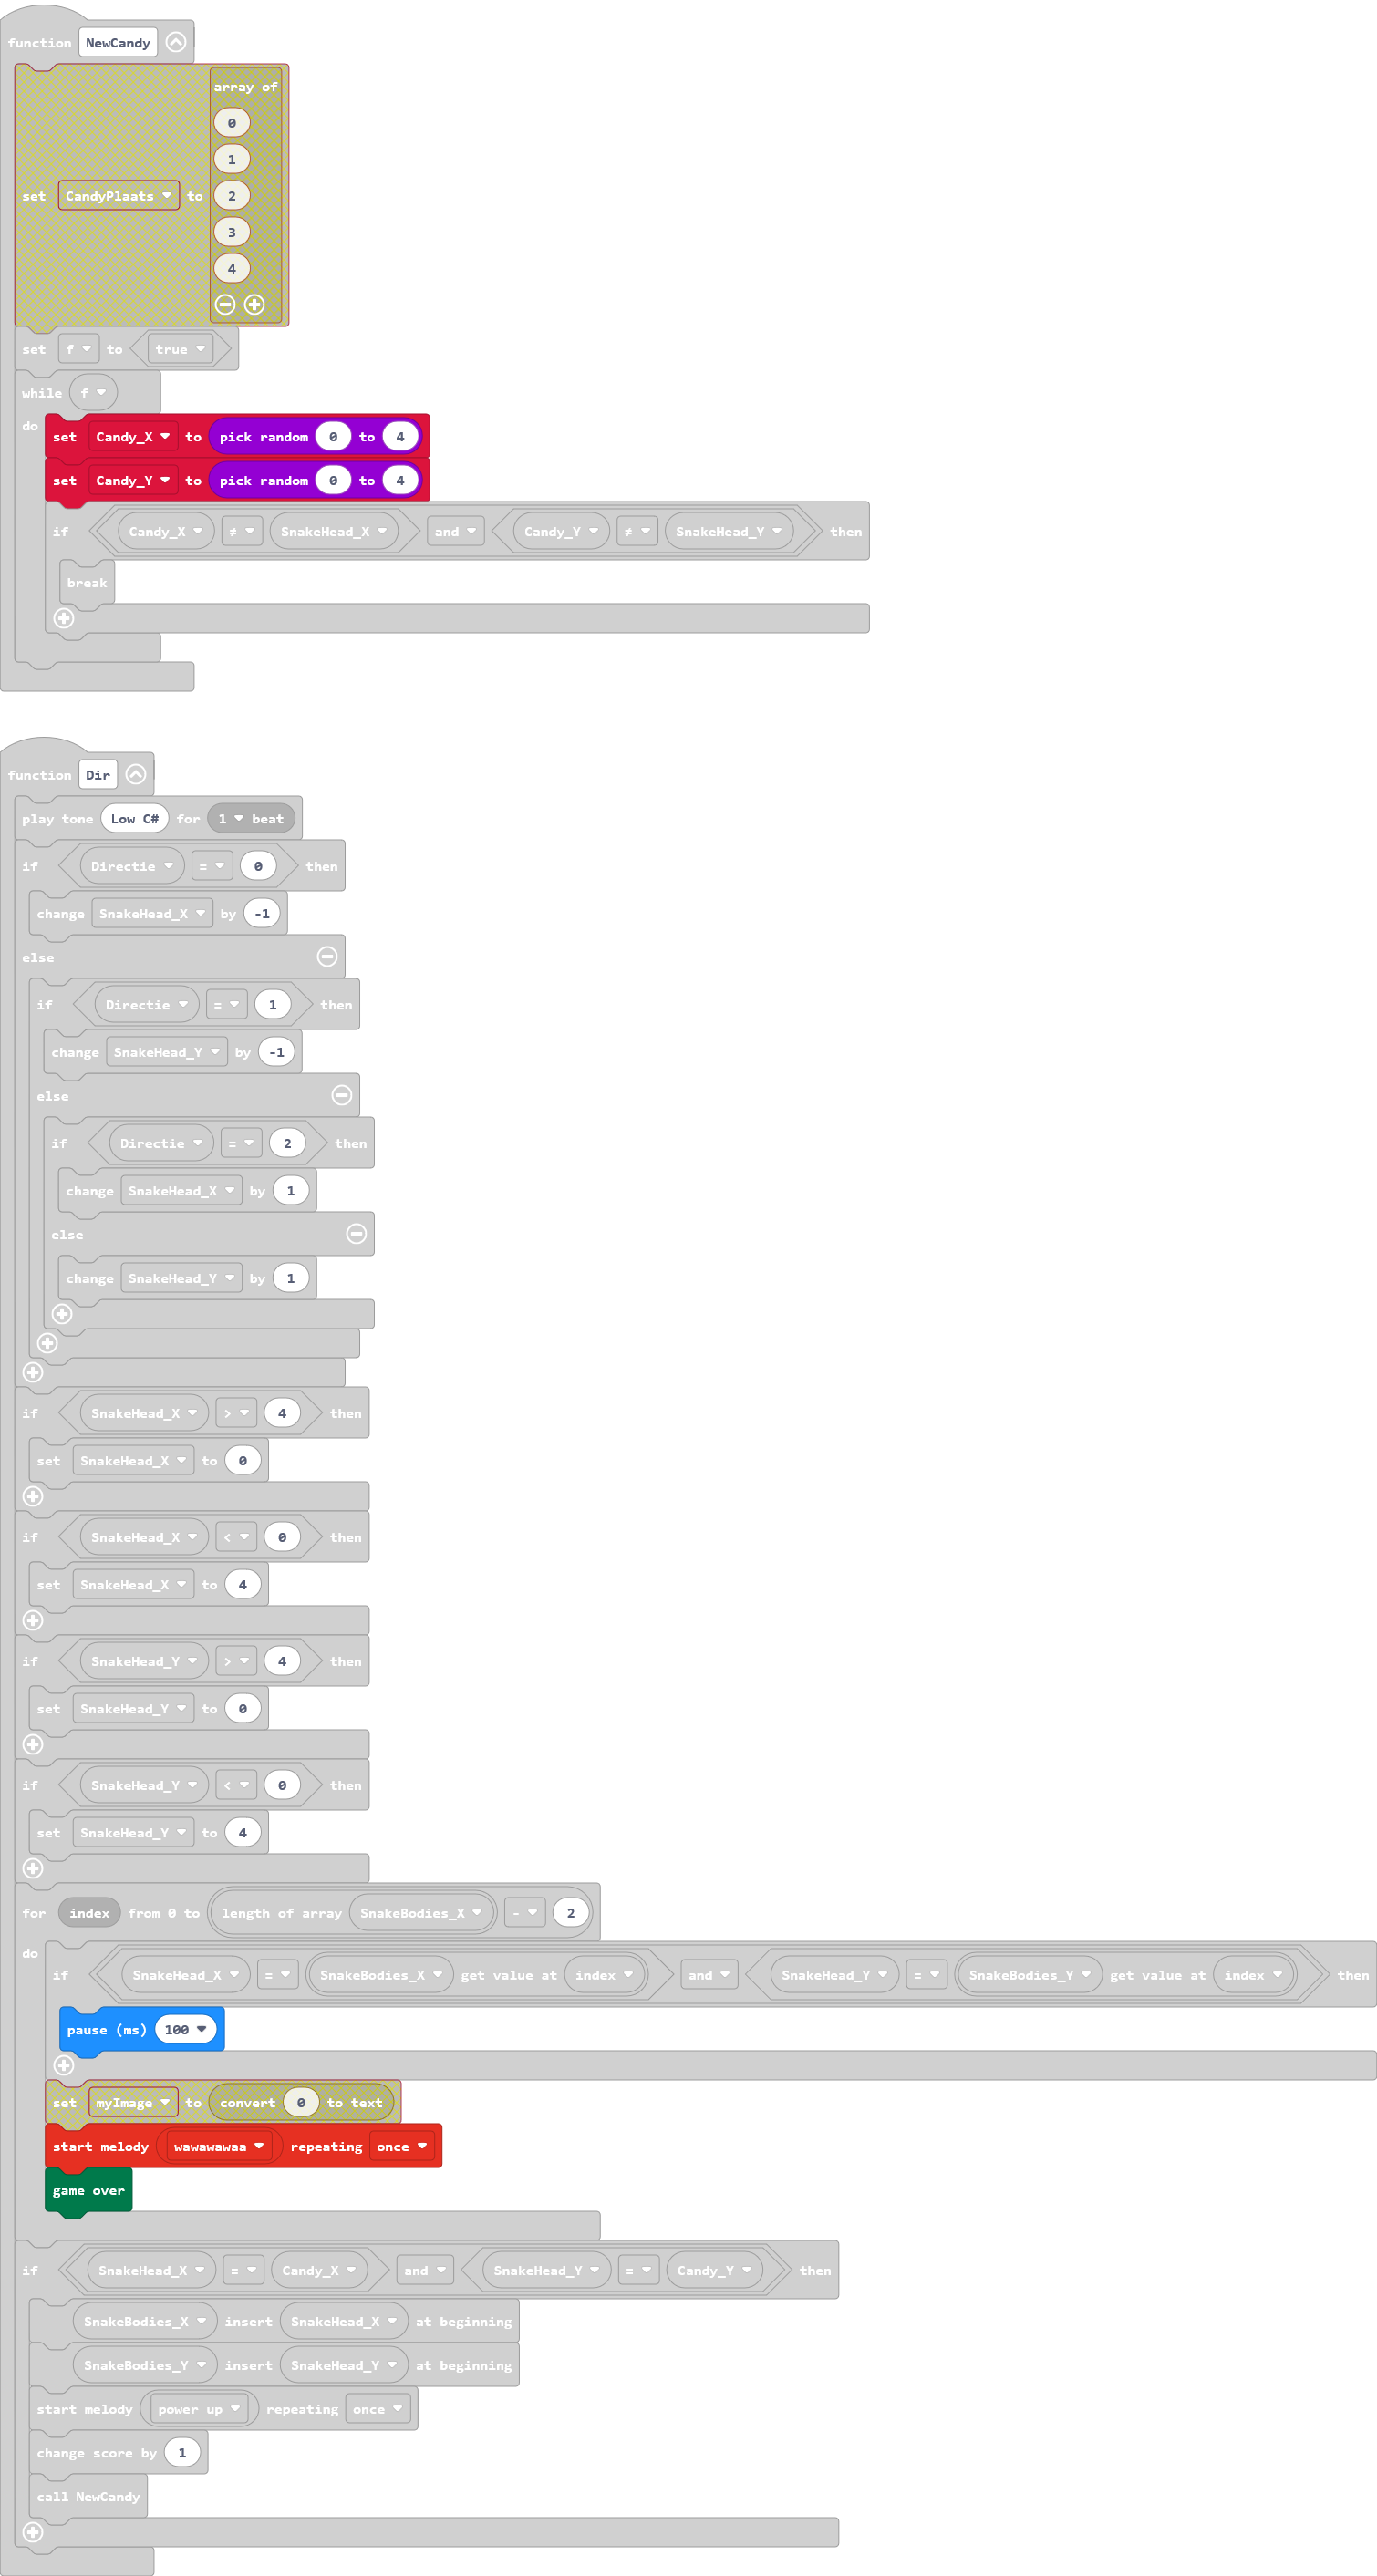 function NewCandy
array of
0
1
set CandyPlaats to 2
3
4
set f to true
while f
do
set Candy_X to pick random 0 to 4
set Candy_Y to pick random 0 to 4
if Candy_X ≠ SnakeHead_X and Candy_Y ≠ SnakeHead_Y then
break
function Dir
play tone Low C# for 1 beat
if Directie = 0 then
change SnakeHead_X by -1
else
if Directie = 1 then
change SnakeHead_Y by -1
else
if Directie = 2 then
change SnakeHead_X by 1
else
change SnakeHead_Y by 1
if SnakeHead_X > 4 then
set SnakeHead_X to 0
if SnakeHead_X < 0 then
set SnakeHead_X to 4
if SnakeHead_Y > 4 then
set SnakeHead_Y to 0
if SnakeHead_Y < 0 then
set SnakeHead_Y to 4
for index from 0 to length of array SnakeBodies_X - 2
do
if SnakeHead_X = SnakeBodies_X get value at index and SnakeHead_Y = SnakeBodies_Y get value at index then
pause (ms) 100
set myImage to convert 0 to text
start melody wawawawaa repeating once
game over
if SnakeHead_X = Candy_X and SnakeHead_Y = Candy_Y then
SnakeBodies_X insert SnakeHead_X at beginning
SnakeBodies_Y insert SnakeHead_Y at beginning
start melody power up repeating once
change score by 1
call NewCandy